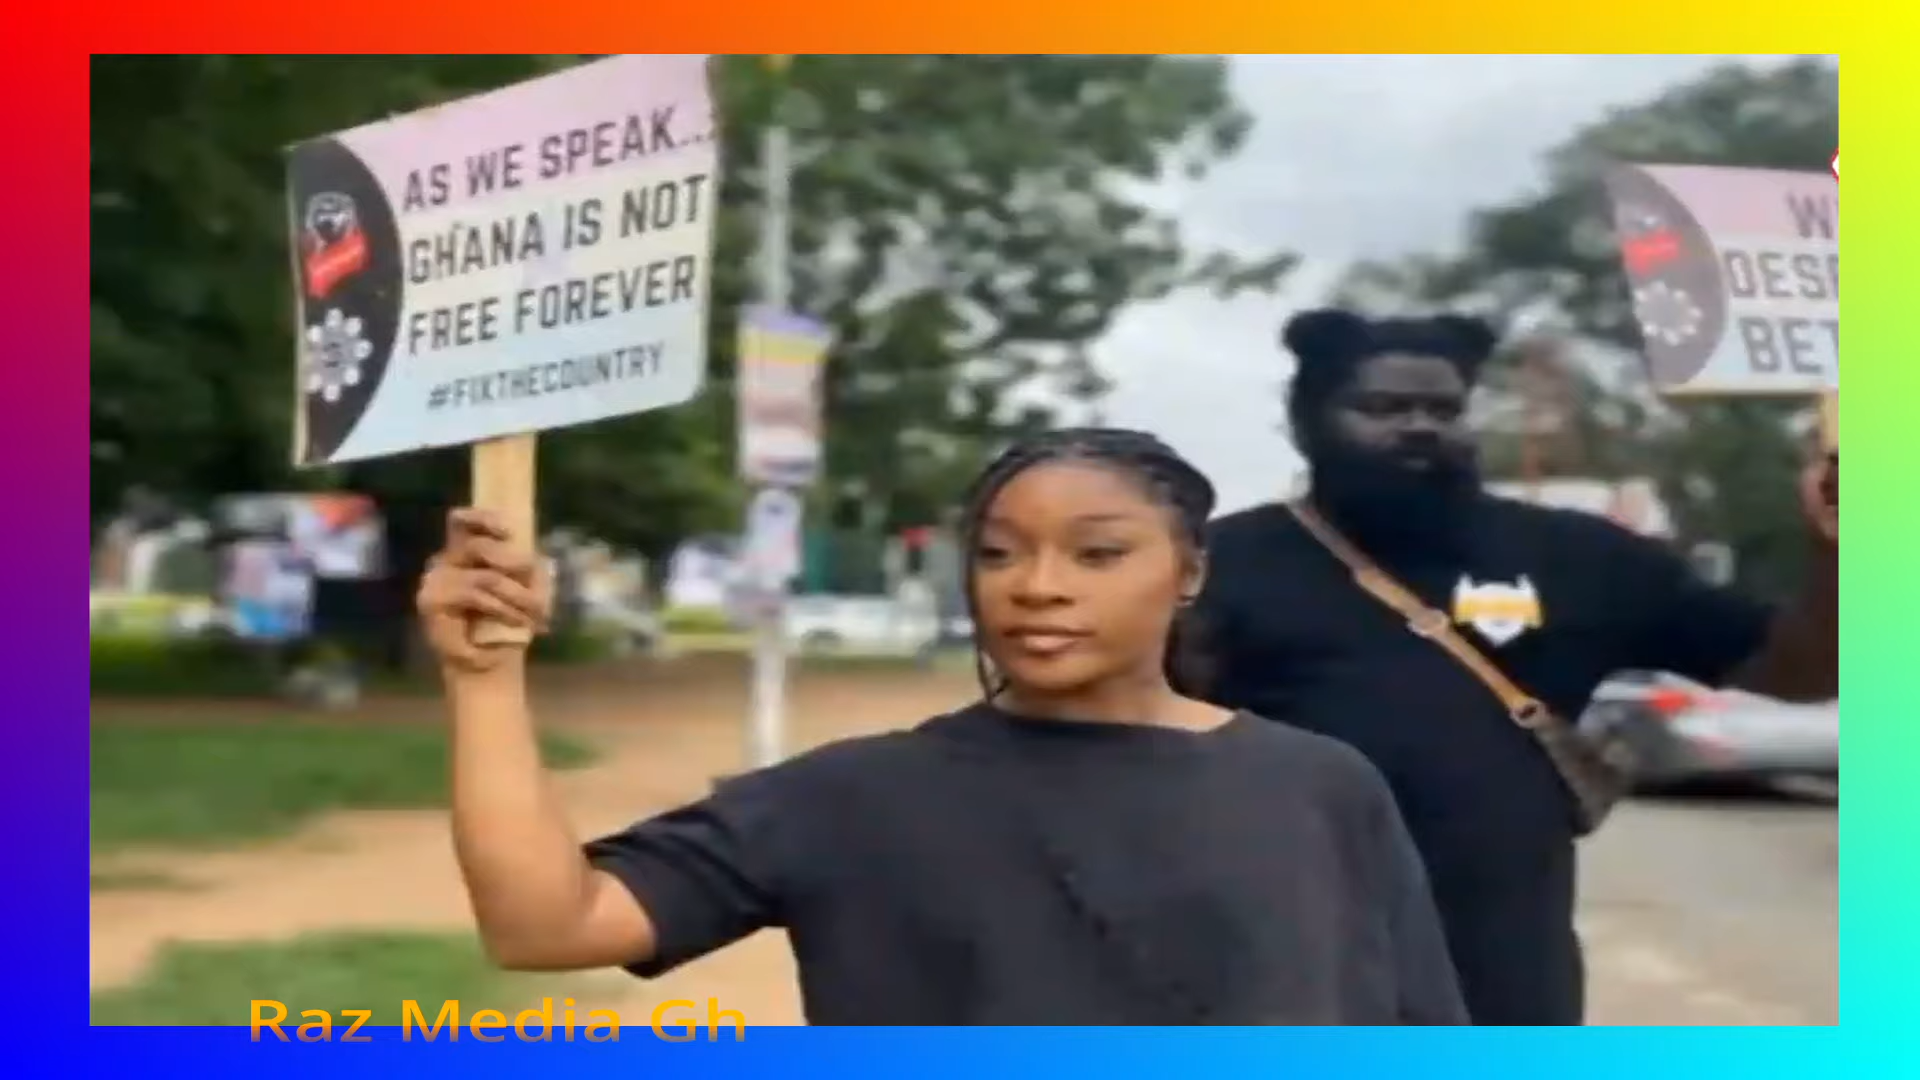 AS WE SPEAK...
GHANA IS NOT
FREE FOREVER
#FIXTHECOUNTRY
Raz Media Gh